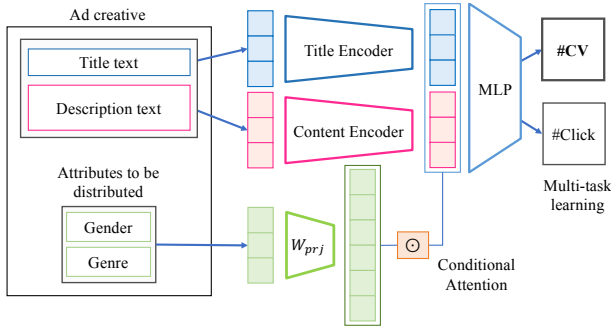 Ad creative
Title text
Description text
Attributes to be
distributed
Gender
Genre
Title Encoder
Content Encoder
W_prj
⊙
Conditional
Attention
MLP
#CV
#Click
Multi-task
learning